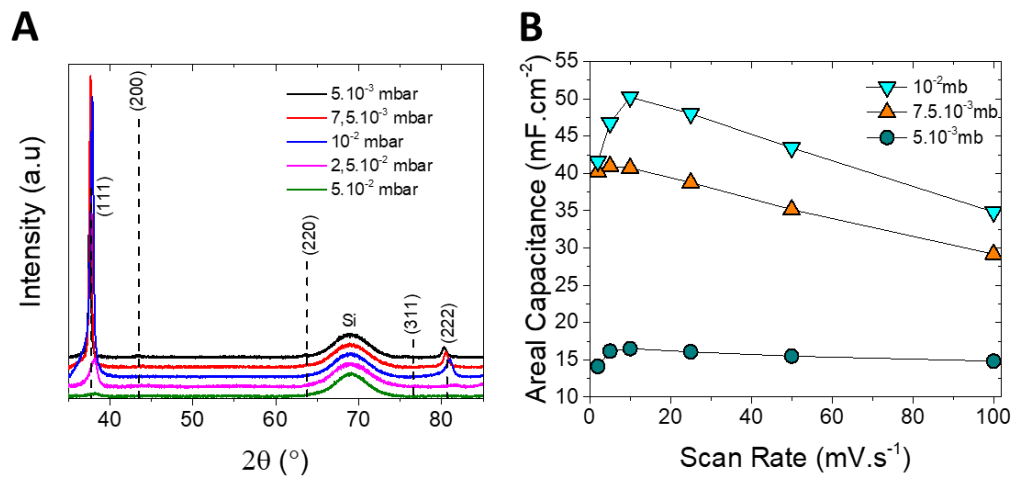 A
Intensity (a.u)
(111)
(200)
(220)
Si
(311)
(222)
5.10⁻³ mbar
7,5.10⁻³ mbar
10⁻² mbar
2,5.10⁻² mbar
5.10⁻² mbar
40 50 60 70 80
2θ (°)
B
Areal Capacitance (mF.cm⁻²)
55
50
45
40
35
30
25
20
15
10
10⁻²mb
7.5.10⁻³mb
5.10⁻³mb
0 20 40 60 80 100
Scan Rate (mV.s⁻¹)